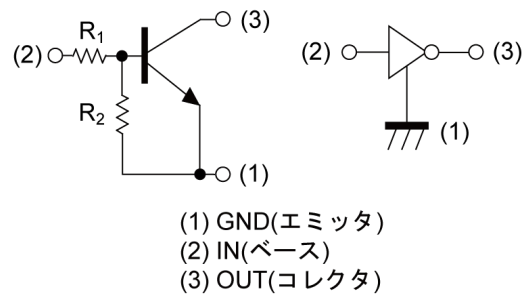 (3)
R1
(2)
R2
(1)
(2)
(3)
(1)
(1) GND(エミッタ)
(2) IN(ベース)
(3) OUT(コレクタ)